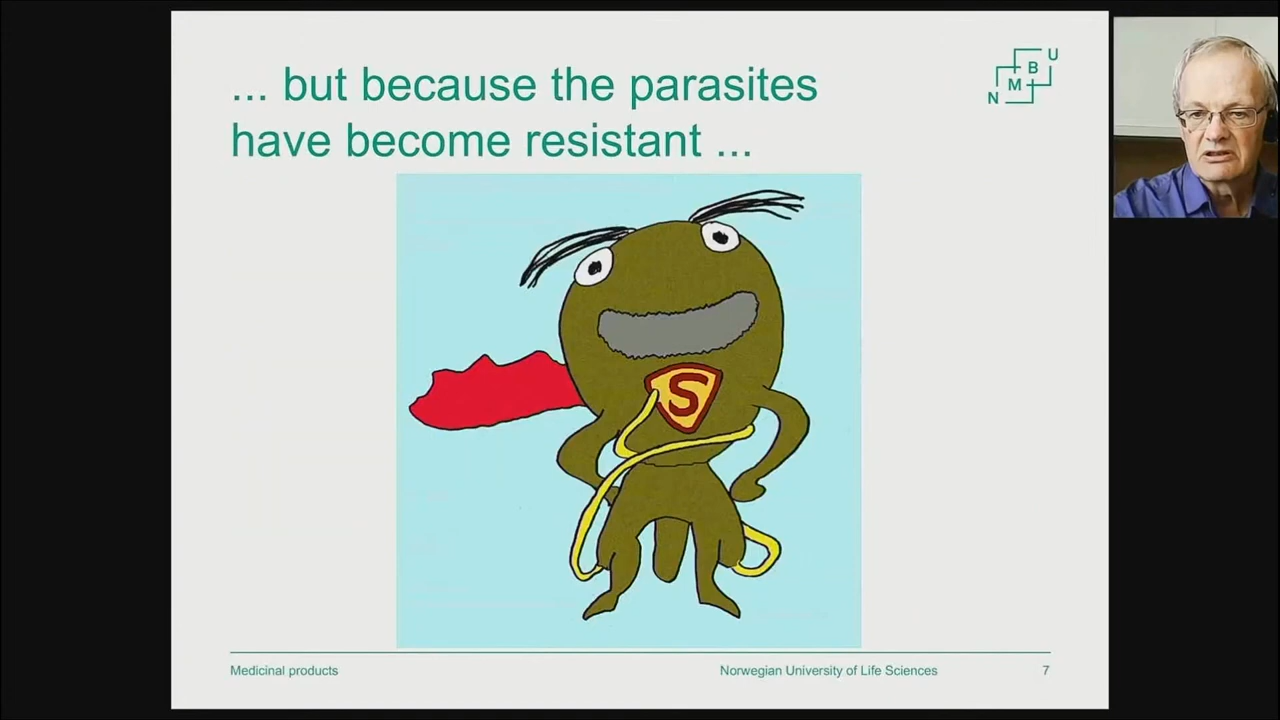 ... but because the parasites
have become resistant ...
N M B U
S
Medicinal products
Norwegian University of Life Sciences
7